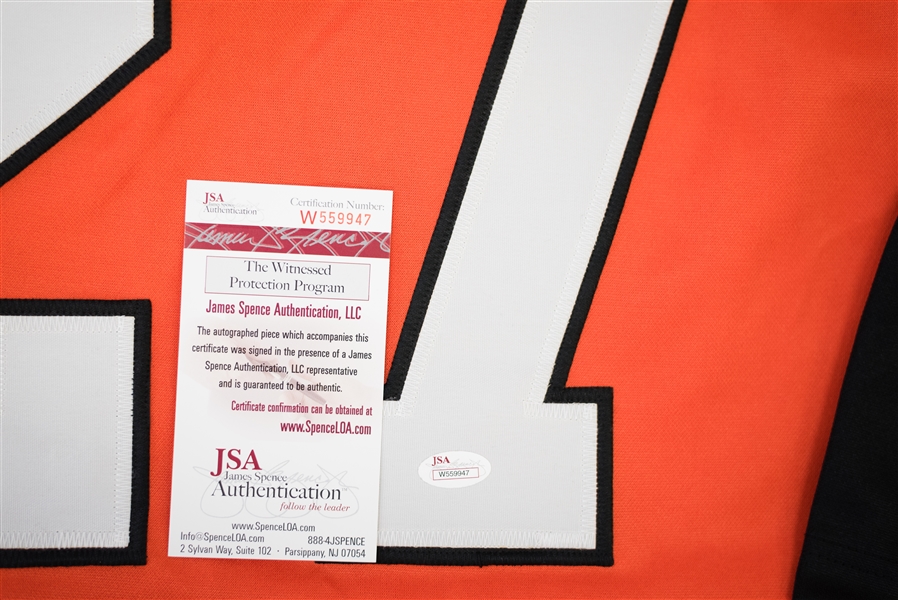 JSA
Authentication™
Certification Number:
W559947
The Witnessed
Protection Program
James Spence Authentication, LLC
The autographed piece which accompanies this
certificate was signed in the presence of a James
Spence Authentication, LLC representative
and is guaranteed to be authentic.
Certificate confirmation can be obtained at
www.SpenceLOA.com
JSA
James Spence
Authentication™
follow the leader
www.SpenceLOA.com
Info@SpenceLOA.com 888-4JSPENCE
2 Sylvan Way, Suite 102 • Parsippany, NJ 07054
JSA
W559947